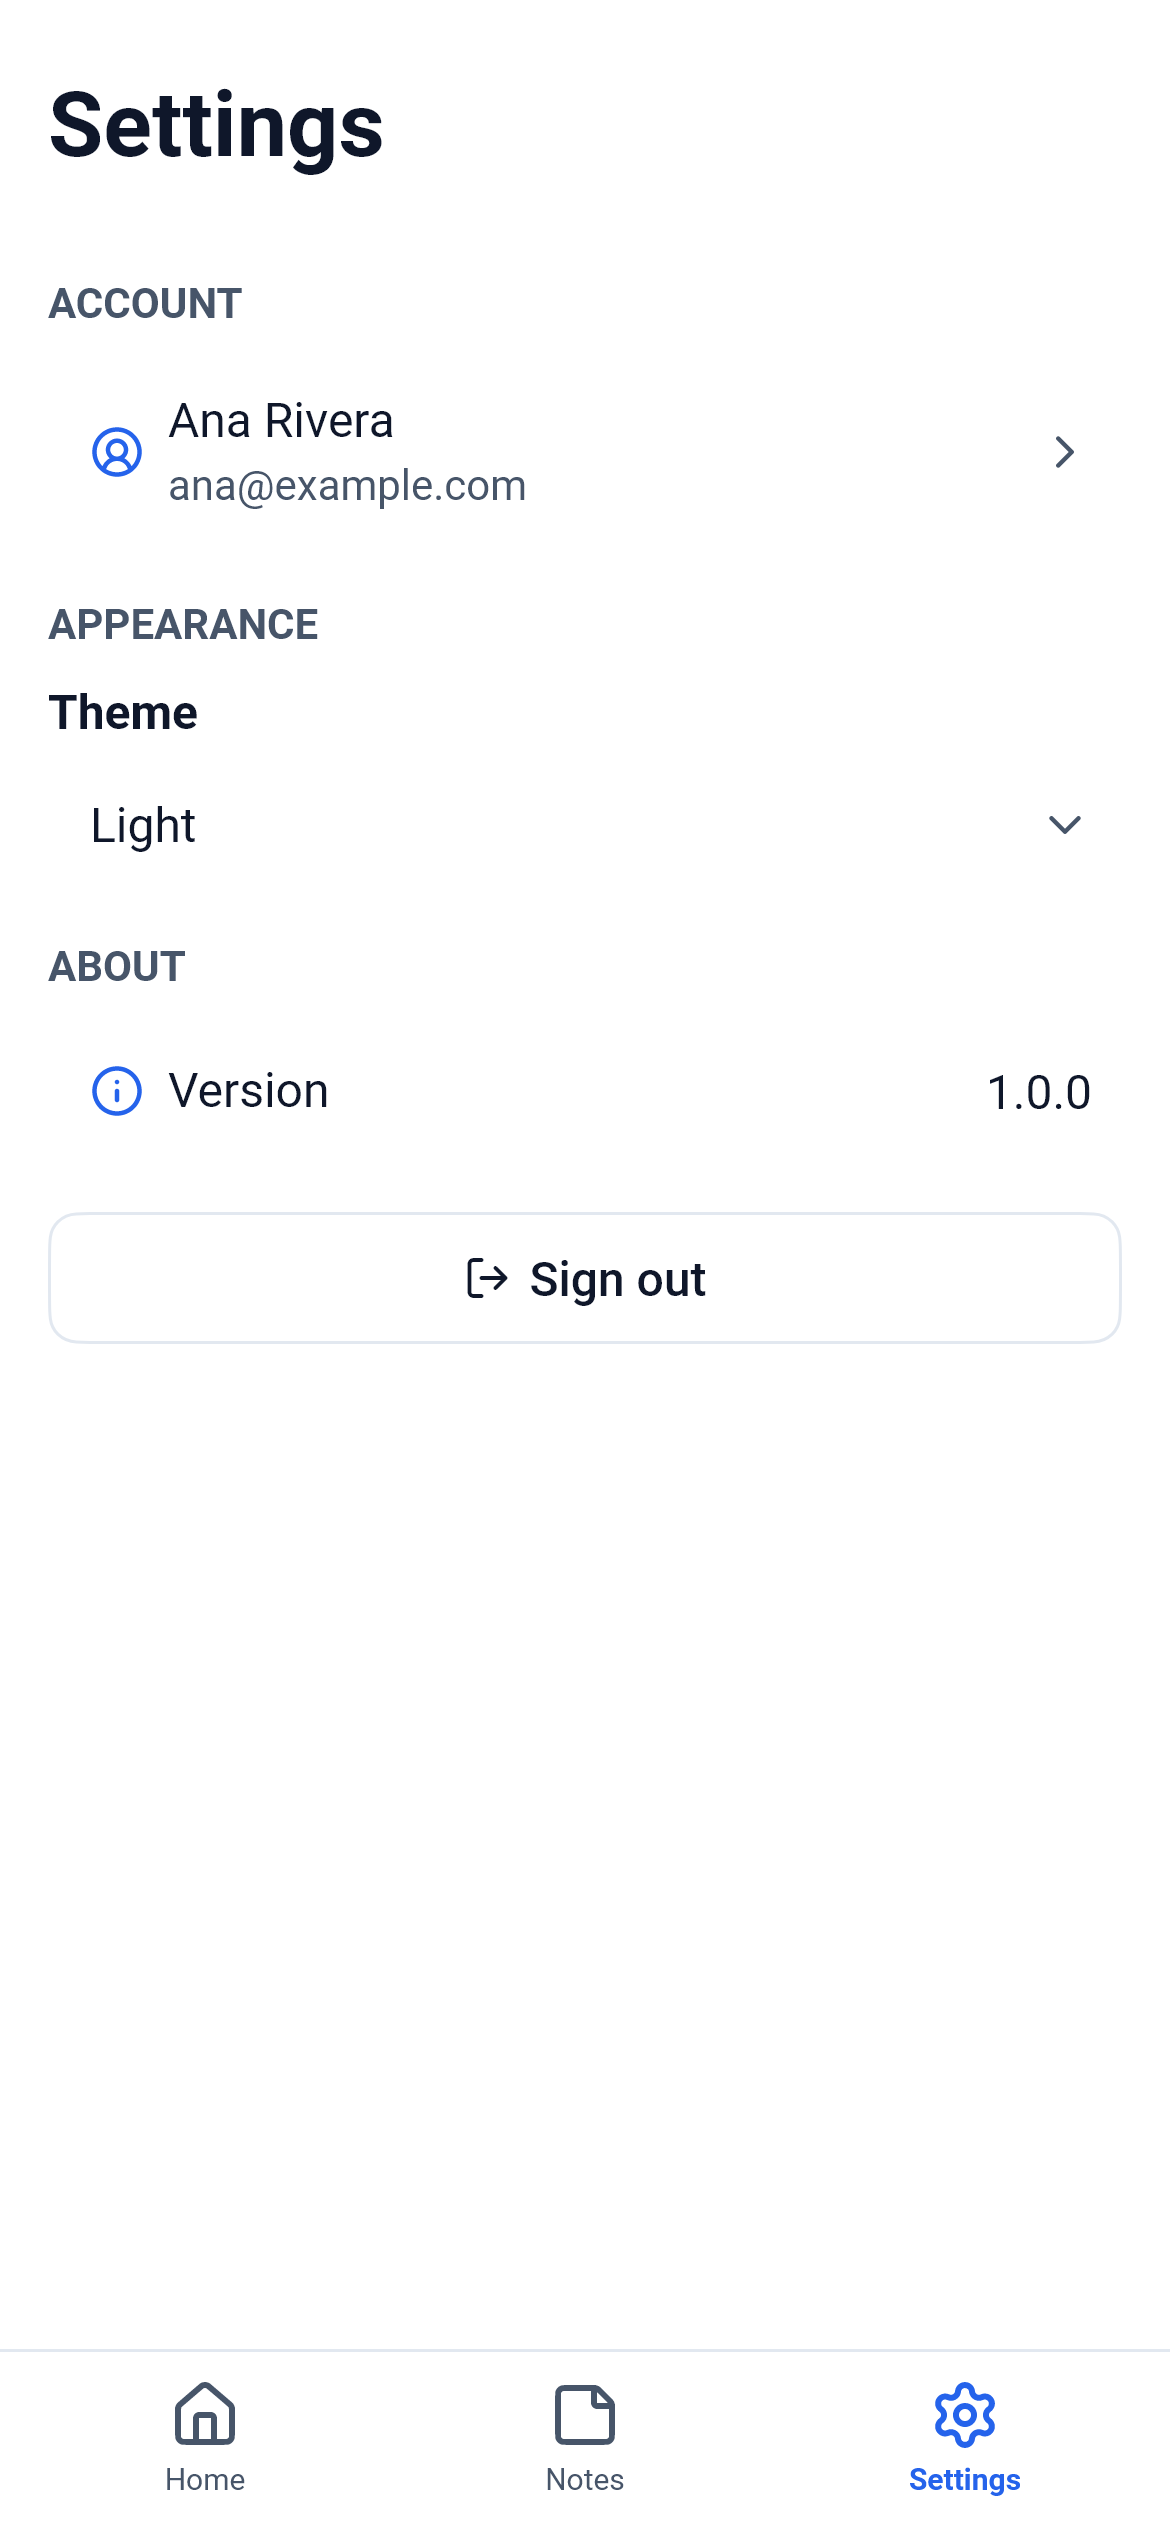 Settings
ACCOUNT
Ana Rivera
ana@example.com
APPEARANCE
Theme
Light
ABOUT
Version 1.0.0
Sign out
Home Notes Settings